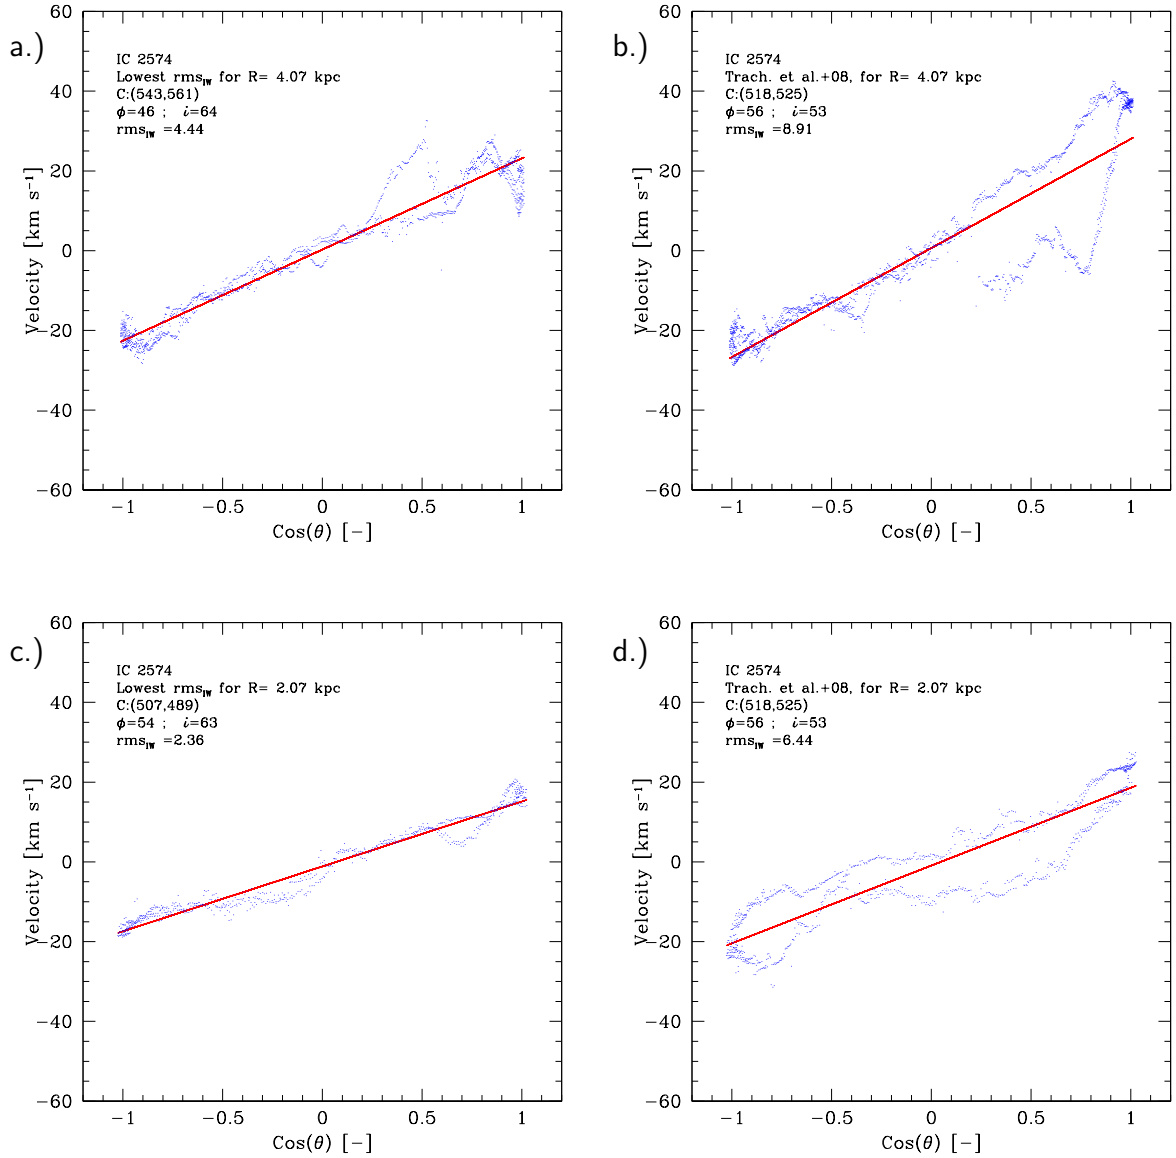 a.)
IC 2574
Lowest rms_IW for R= 4.07 kpc
C:(543,561)
ϕ=46 ; i=64
rms_IW =4.44
60
40
20
0
−20
−40
−60
Velocity [km s⁻¹]
−1 −0.5 0 0.5 1
Cos(θ) [−]
b.)
IC 2574
Trach. et al.+08, for R= 4.07 kpc
C:(518,525)
ϕ=56 ; i=53
rms_IW =8.91
60
40
20
0
−20
−40
−60
Velocity [km s⁻¹]
−1 −0.5 0 0.5 1
Cos(θ) [−]
c.)
IC 2574
Lowest rms_IW for R= 2.07 kpc
C:(507,489)
ϕ=54 ; i=63
rms_IW =2.36
60
40
20
0
−20
−40
−60
Velocity [km s⁻¹]
−1 −0.5 0 0.5 1
Cos(θ) [−]
d.)
IC 2574
Trach. et al.+08, for R= 2.07 kpc
C:(518,525)
ϕ=56 ; i=53
rms_IW =6.44
60
40
20
0
−20
−40
−60
Velocity [km s⁻¹]
−1 −0.5 0 0.5 1
Cos(θ) [−]